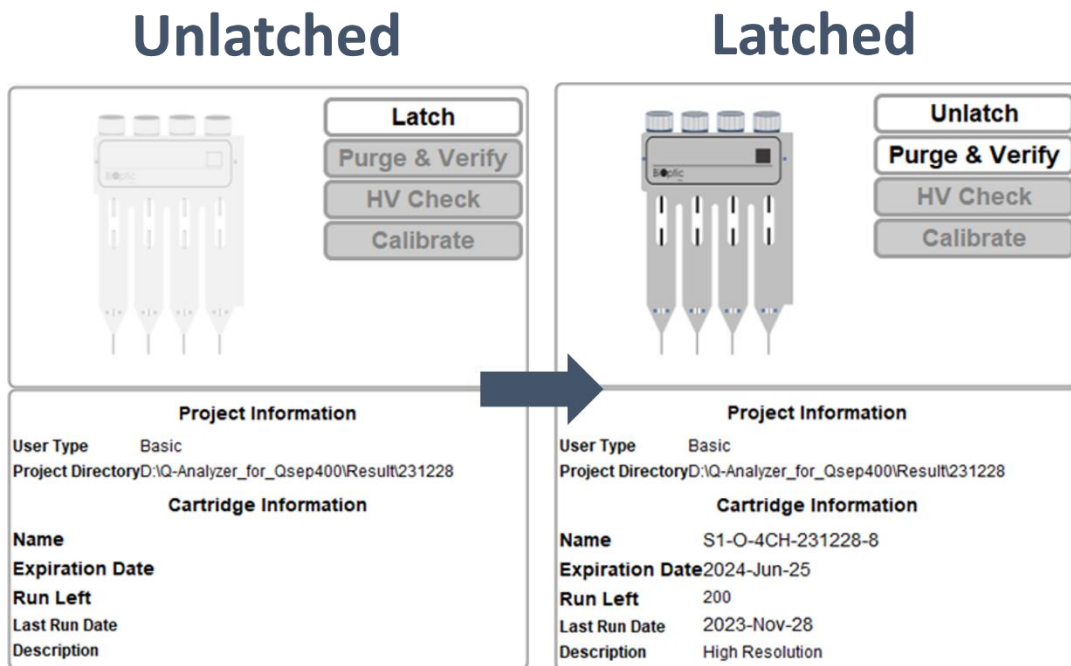 Unlatched
Latch
Purge & Verify
HV Check
Calibrate
BiOptic
Project Information
User Type Basic
Project Directory D:\Q-Analyzer_for_Qsep400\Result\231228
Cartridge Information
Name
Expiration Date
Run Left
Last Run Date
Description
Latched
Unlatch
Purge & Verify
HV Check
Calibrate
BiOptic
Project Information
User Type Basic
Project Directory D:\Q-Analyzer_for_Qsep400\Result\231228
Cartridge Information
Name S1-O-4CH-231228-8
Expiration Date 2024-Jun-25
Run Left 200
Last Run Date 2023-Nov-28
Description High Resolution